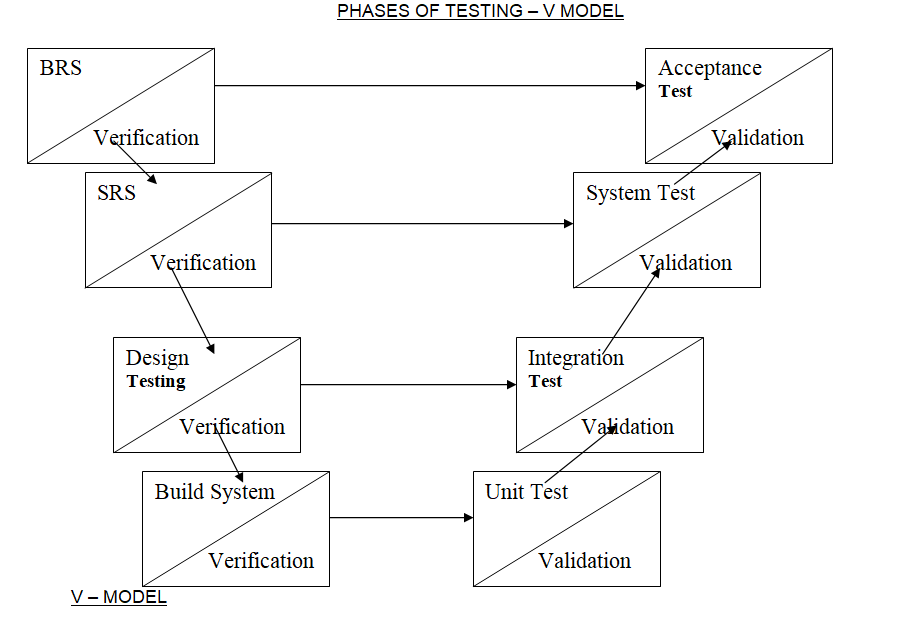 PHASES OF TESTING – V MODEL
BRS
Verification
Acceptance
Test
Validation
SRS
Verification
System Test
Validation
Design
Testing
Verification
Integration
Test
Validation
Build System
Verification
Unit Test
Validation
V – MODEL